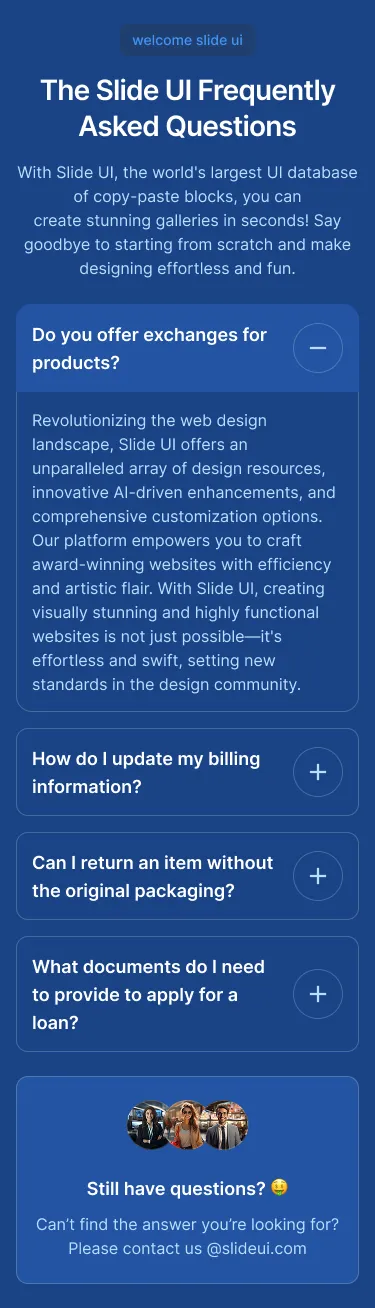 welcome slide ui
The Slide UI Frequently
Asked Questions
With Slide UI, the world's largest UI database
of copy-paste blocks, you can
create stunning galleries in seconds! Say
goodbye to starting from scratch and make
designing effortless and fun.
Do you offer exchanges for
products?
Revolutionizing the web design
landscape, Slide UI offers an
unparalleled array of design resources,
innovative AI-driven enhancements, and
comprehensive customization options.
Our platform empowers you to craft
award-winning websites with efficiency
and artistic flair. With Slide UI, creating
visually stunning and highly functional
websites is not just possible—it's
effortless and swift, setting new
standards in the design community.
How do I update my billing
information?
Can I return an item without
the original packaging?
What documents do I need
to provide to apply for a
loan?
Still have questions? 🤑
Can’t find the answer you’re looking for?
Please contact us @slideui.com